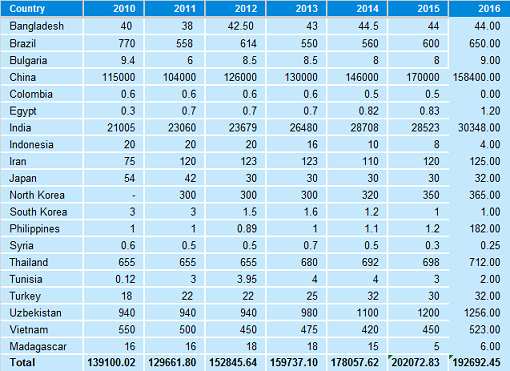 Country 2010 2011 2012 2013 2014 2015 2016
Bangladesh 40 38 42.50 43 44.5 44 44.00
Brazil 770 558 614 550 560 600 650.00
Bulgaria 9.4 6 8.5 8.5 8 8 9.00
China 115000 104000 126000 130000 146000 170000 158400.00
Colombia 0.6 0.6 0.6 0.6 0.5 0.5 0.00
Egypt 0.3 0.7 0.7 0.7 0.82 0.83 1.20
India 21005 23060 23679 26480 28708 28523 30348.00
Indonesia 20 20 20 16 10 8 4.00
Iran 75 120 123 123 110 120 125.00
Japan 54 42 30 30 30 30 32.00
North Korea - 300 300 300 320 350 365.00
South Korea 3 3 1.5 1.6 1.2 1 1.00
Philippines 1 1 0.89 1 1.1 1.2 182.00
Syria 0.6 0.5 0.5 0.7 0.5 0.3 0.25
Thailand 655 655 655 680 692 698 712.00
Tunisia 0.12 3 3.95 4 4 3 2.00
Turkey 18 22 22 25 32 30 32.00
Uzbekistan 940 940 940 980 1100 1200 1256.00
Vietnam 550 500 450 475 420 450 523.00
Madagascar 16 16 18 18 15 5 6.00
Total 139100.02 129661.80 152845.64 159737.10 178057.62 202072.83 192692.45